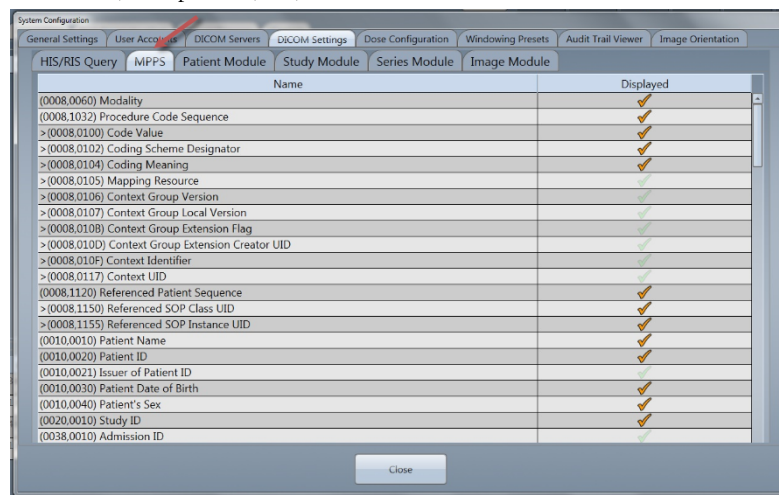 System Configuration
General Settings User Accounts DICOM Servers DICOM Settings Dose Configuration Windowing Presets Audit Trail Viewer Image Orientation
HIS/RIS Query MPPS Patient Module Study Module Series Module Image Module
Name Displayed
(0008,0060) Modality
(0008,1032) Procedure Code Sequence
>(0008,0100) Code Value
>(0008,0102) Coding Scheme Designator
>(0008,0104) Coding Meaning
>(0008,0105) Mapping Resource
>(0008,0106) Context Group Version
>(0008,0107) Context Group Local Version
>(0008,010B) Context Group Extension Flag
>(0008,010D) Context Group Extension Creator UID
>(0008,010F) Context Identifier
>(0008,0117) Context UID
(0008,1120) Referenced Patient Sequence
>(0008,1150) Referenced SOP Class UID
>(0008,1155) Referenced SOP Instance UID
(0010,0010) Patient Name
(0010,0020) Patient ID
(0010,0021) Issuer of Patient ID
(0010,0030) Patient Date of Birth
(0010,0040) Patient's Sex
(0020,0010) Study ID
(0038,0010) Admission ID
Close